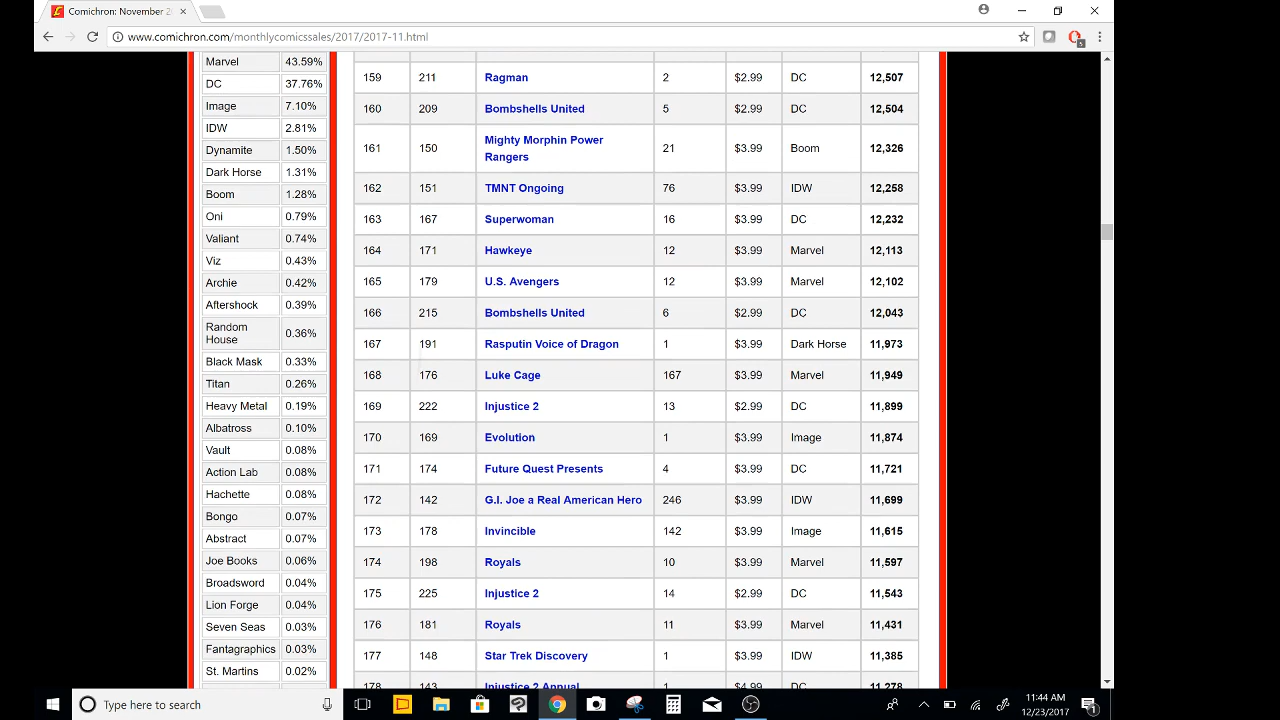 Comichron: November 2
www.comichron.com/monthlycomicssales/2017/2017-11.html
5
Marvel 43.59%
DC 37.76%
Image 7.10%
IDW 2.81%
Dynamite 1.50%
Dark Horse 1.31%
Boom 1.28%
Oni 0.79%
Valiant 0.74%
Viz 0.43%
Archie 0.42%
Aftershock 0.39%
Random
House 0.36%
Black Mask 0.33%
Titan 0.26%
Heavy Metal 0.19%
Albatross 0.10%
Vault 0.08%
Action Lab 0.08%
Hachette 0.08%
Bongo 0.07%
Abstract 0.07%
Joe Books 0.06%
Broadsword 0.04%
Lion Forge 0.04%
Seven Seas 0.03%
Fantagraphics 0.03%
St. Martins 0.02%
159 211 Ragman 2 $2.99 DC 12,507
160 209 Bombshells United 5 $2.99 DC 12,504
161 150 Mighty Morphin Power
Rangers 21 $3.99 Boom 12,326
162 151 TMNT Ongoing 76 $3.99 IDW 12,258
163 167 Superwoman 16 $3.99 DC 12,232
164 171 Hawkeye 12 $3.99 Marvel 12,113
165 179 U.S. Avengers 12 $3.99 Marvel 12,102
166 215 Bombshells United 6 $2.99 DC 12,043
167 191 Rasputin Voice of Dragon 1 $3.99 Dark Horse 11,973
168 176 Luke Cage 167 $3.99 Marvel 11,949
169 222 Injustice 2 13 $2.99 DC 11,899
170 169 Evolution 1 $3.99 Image 11,874
171 174 Future Quest Presents 4 $3.99 DC 11,721
172 142 G.I. Joe a Real American Hero 246 $3.99 IDW 11,699
173 178 Invincible 142 $3.99 Image 11,615
174 198 Royals 10 $3.99 Marvel 11,597
175 225 Injustice 2 14 $2.99 DC 11,543
176 181 Royals 11 $3.99 Marvel 11,431
177 148 Star Trek Discovery 1 $3.99 IDW 11,385
178 143 Injustice 2 Annual 1 $4.99 DC 11,278
Type here to search
11:44 AM
12/23/2017
1